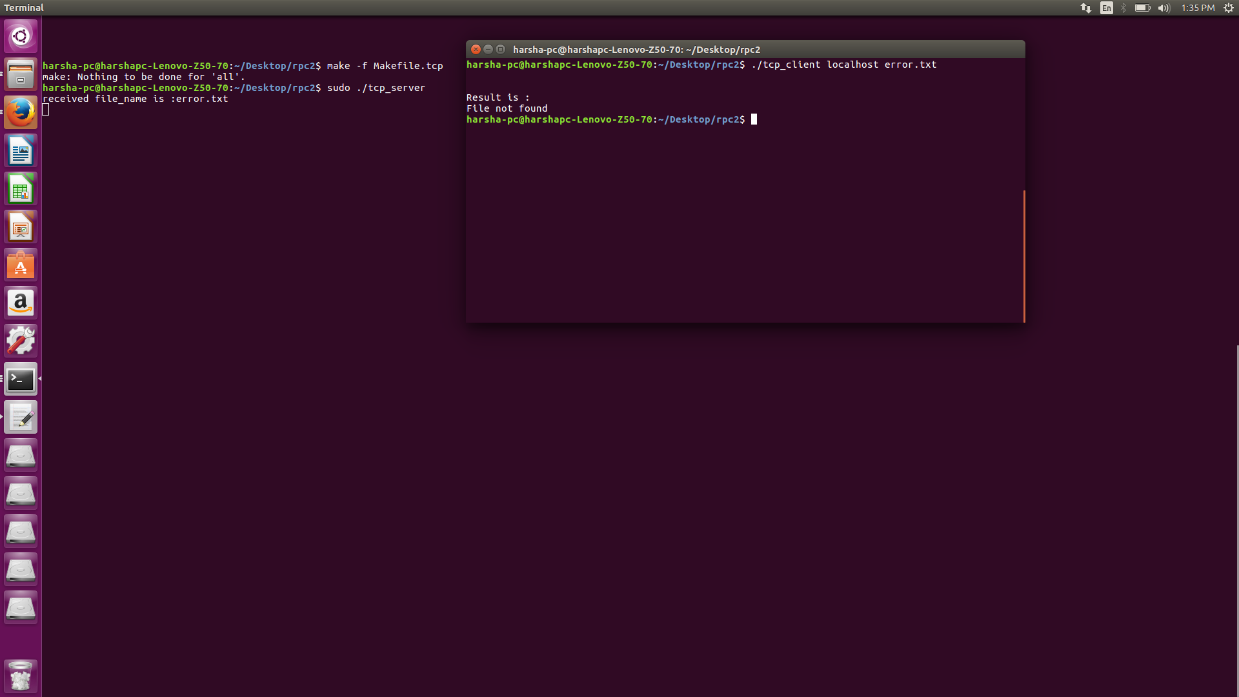 Terminal
En
1:35 PM
harsha-pc@harshapc-Lenovo-Z50-70:~/Desktop/rpc2$ make -f Makefile.tcp
make: Nothing to be done for 'all'.
harsha-pc@harshapc-Lenovo-Z50-70:~/Desktop/rpc2$ sudo ./tcp_server
received file_name is :error.txt
harsha-pc@harshapc-Lenovo-Z50-70: ~/Desktop/rpc2
harsha-pc@harshapc-Lenovo-Z50-70:~/Desktop/rpc2$ ./tcp_client localhost error.txt
Result is :
File not found
harsha-pc@harshapc-Lenovo-Z50-70:~/Desktop/rpc2$